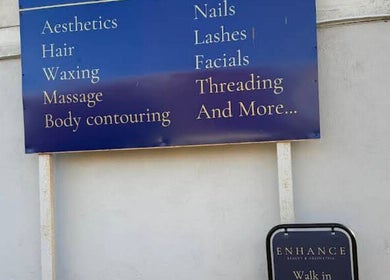 Aesthetics
Hair
Waxing
Massage
Body contouring
Nails
Lashes
Facials
Threading
And More...
ENHANCE
Walk in